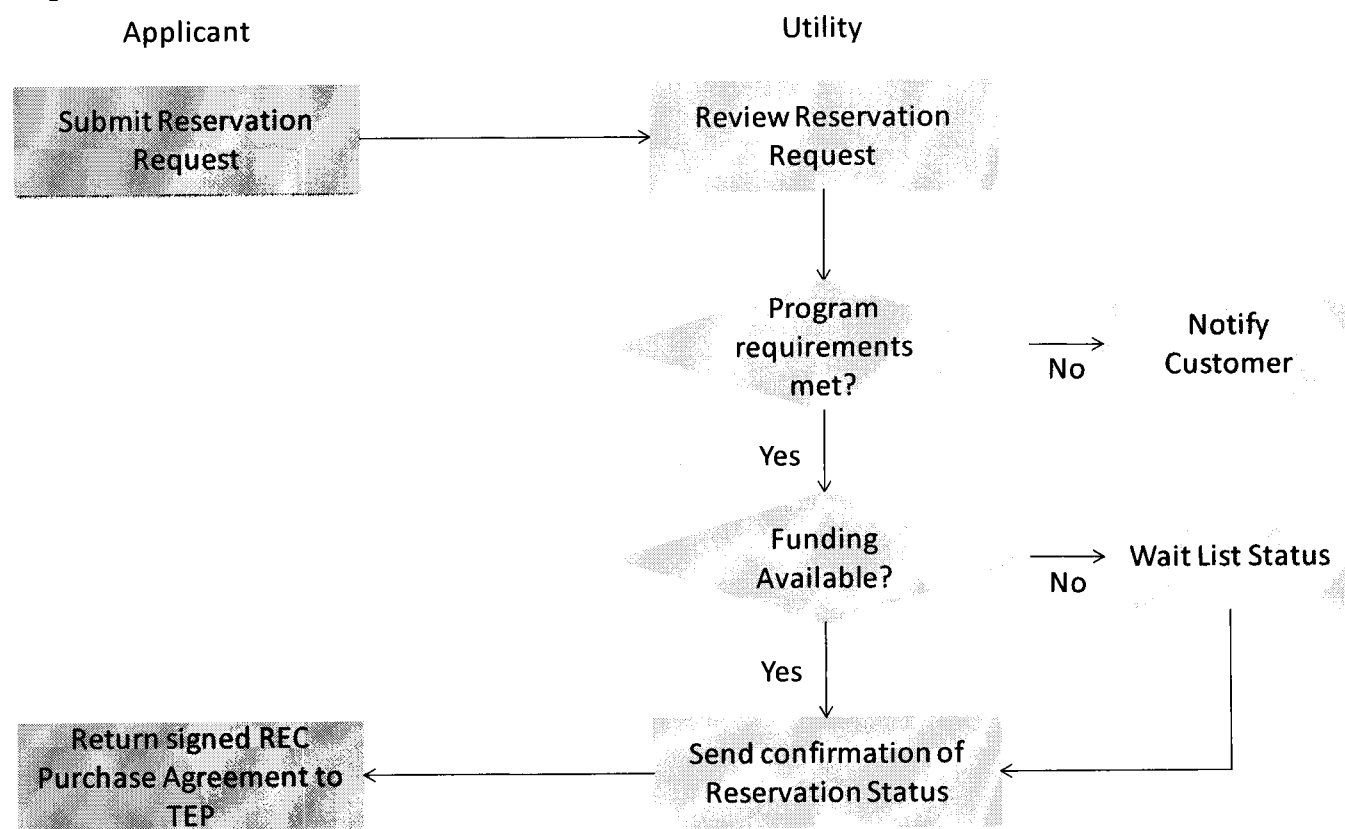 Applicant
Utility
Submit Reservation
Request
Review Reservation
Request
Program
requirements
met?
No
Notify
Customer
Yes
Funding
Available?
No
Wait List Status
Yes
Send confirmation of
Reservation Status
Return signed REC
Purchase Agreement to
TEP